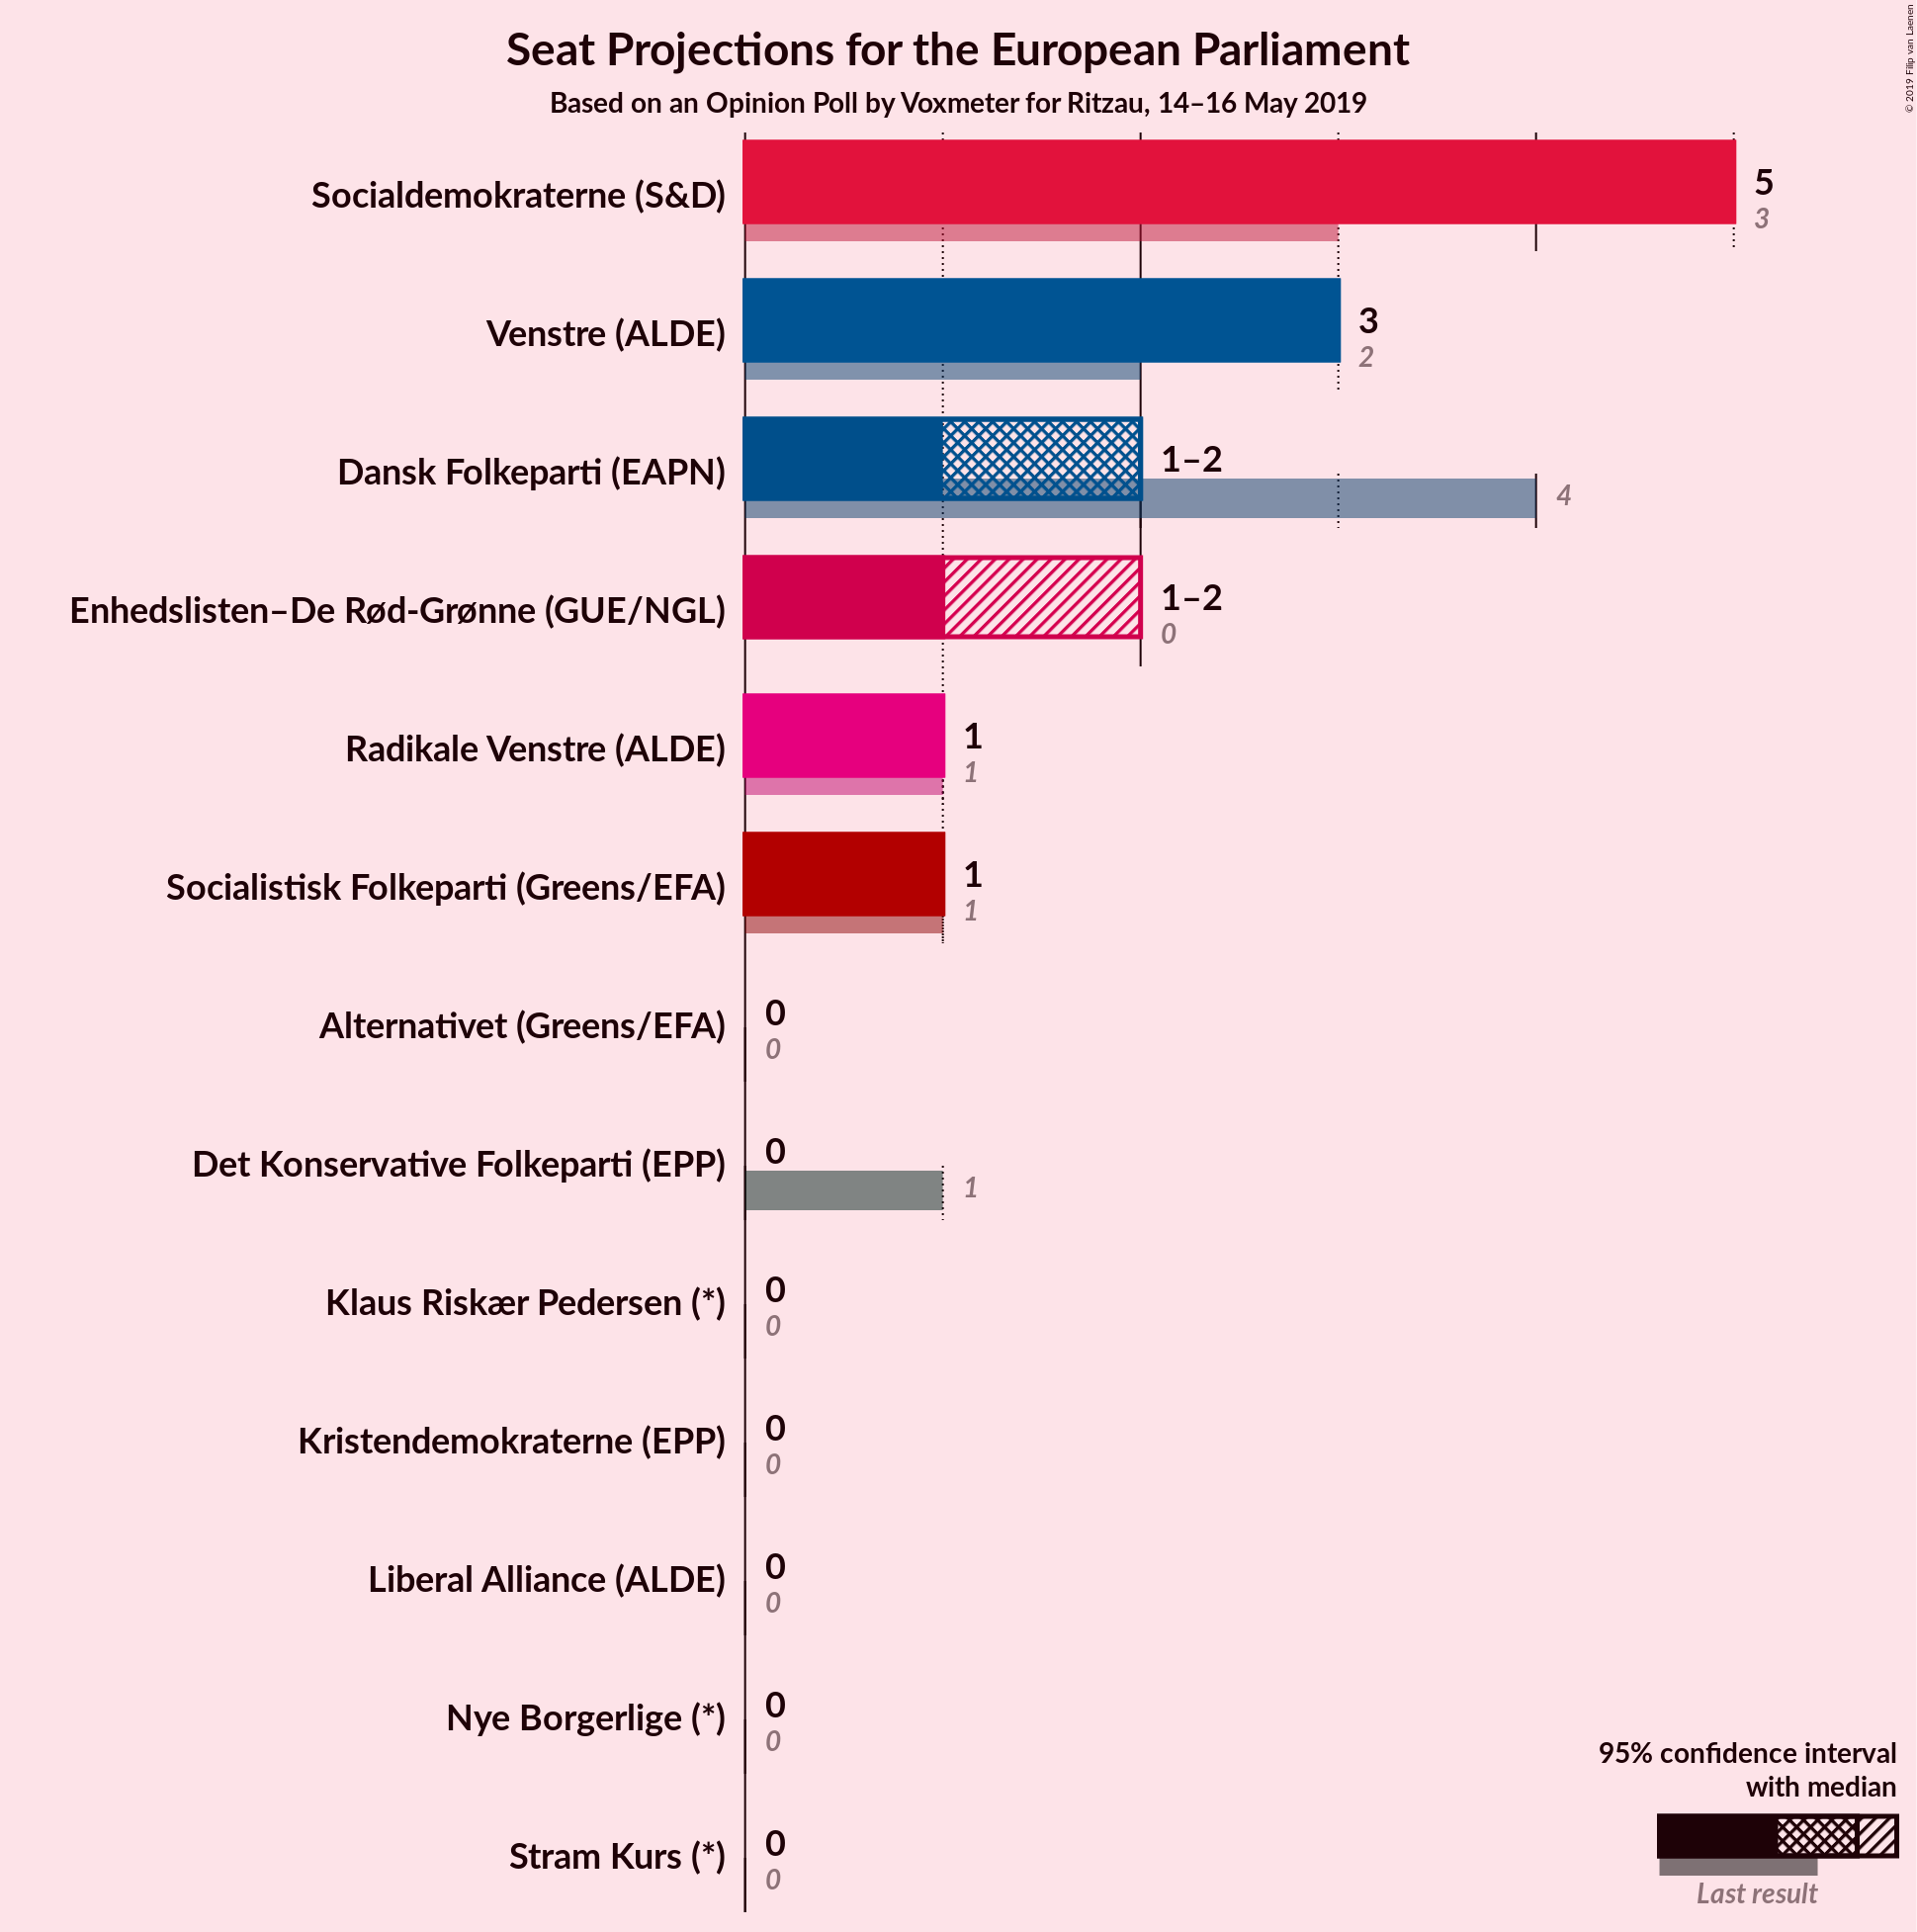 Seat Projections for the European Parliament
Based on an Opinion Poll by Voxmeter for Ritzau, 14–16 May 2019
© 2019 Filip van Laenen
Socialdemokraterne (S&D)
5
3
Venstre (ALDE)
3
2
Dansk Folkeparti (EAPN)
1–2
4
Enhedslisten–De Rød-Grønne (GUE/NGL)
1–2
0
Radikale Venstre (ALDE)
1
1
Socialistisk Folkeparti (Greens/EFA)
1
1
Alternativet (Greens/EFA)
0
0
Det Konservative Folkeparti (EPP)
0
1
Klaus Riskær Pedersen (*)
0
0
Kristendemokraterne (EPP)
0
0
Liberal Alliance (ALDE)
0
0
Nye Borgerlige (*)
0
0
Stram Kurs (*)
0
0
95% confidence interval
with median
Last result